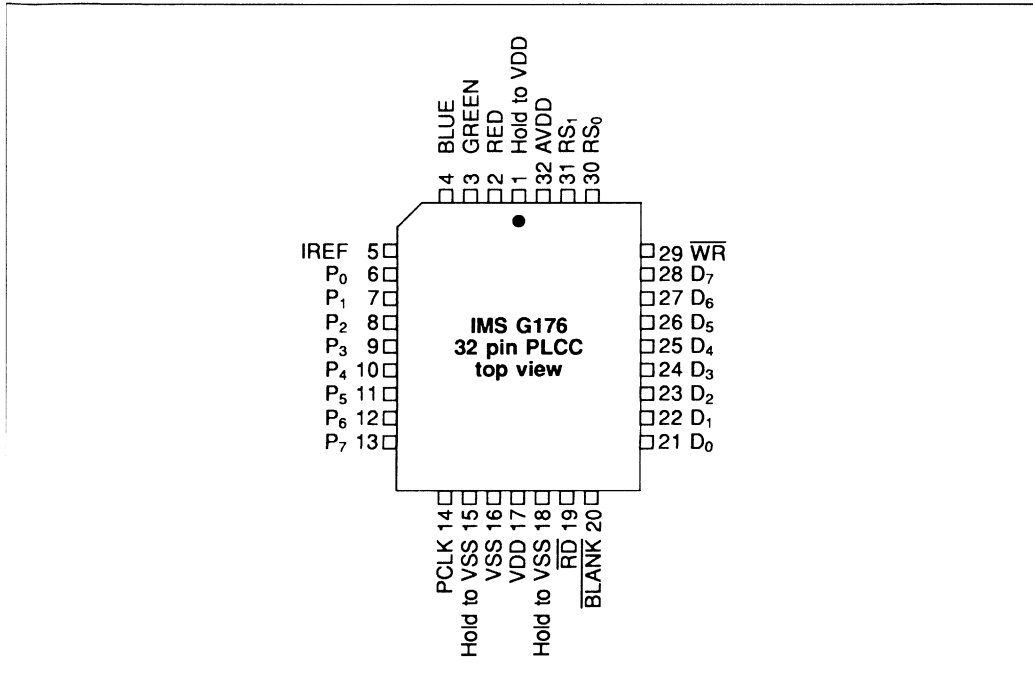 4 BLUE
3 GREEN
2 RED
1 Hold to VDD
32 AVDD
31 RS₁
30 RS₀
IREF 5
P₀ 6
P₁ 7
P₂ 8
P₃ 9
P₄ 10
P₅ 11
P₆ 12
P₇ 13
IMS G176
32 pin PLCC
top view
29 W̅R̅
28 D₇
27 D₆
26 D₅
25 D₄
24 D₃
23 D₂
22 D₁
21 D₀
PCLK 14
Hold to VSS 15
VSS 16
VDD 17
Hold to VSS 18
R̅D̅ 19
B̅L̅A̅N̅K̅ 20